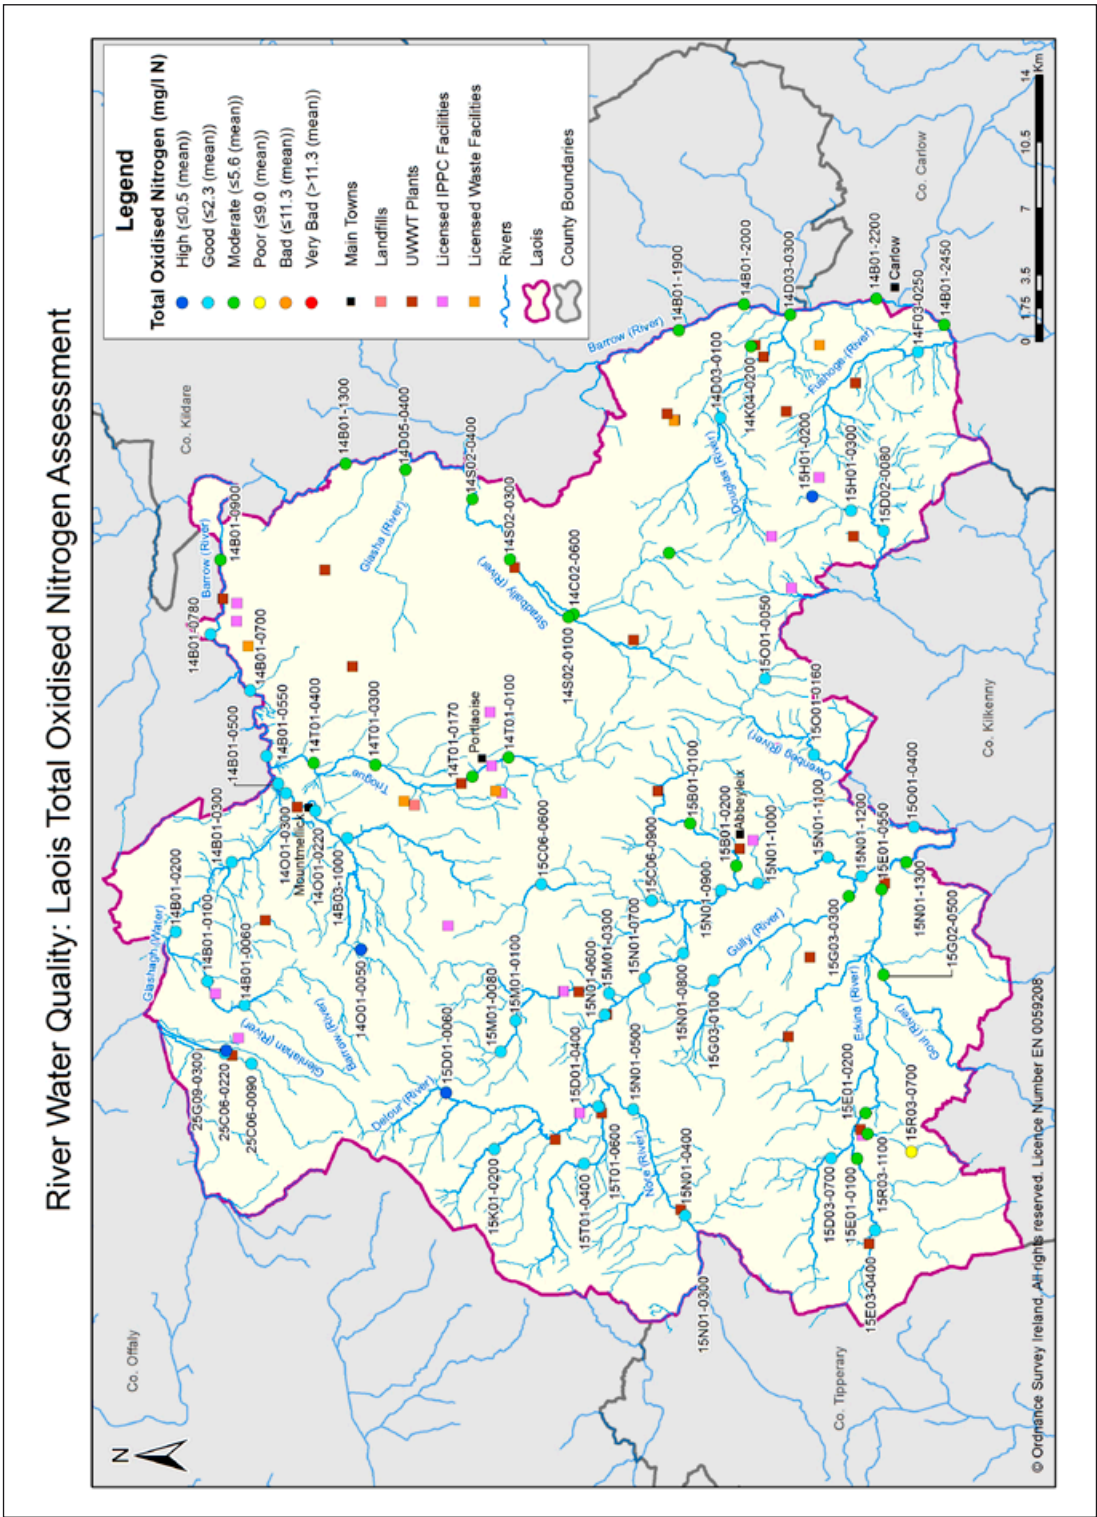 River Water Quality: Laois Total Oxidised Nitrogen Assessment
N
Legend
Total Oxidised Nitrogen (mg/l N)
High (≤0.5 (mean))
Good (≤2.3 (mean))
Moderate (≤5.6 (mean))
Poor (≤9.0 (mean))
Bad (≤11.3 (mean))
Very Bad (>11.3 (mean))
Main Towns
Landfills
UWWT Plants
Licensed IPPC Facilities
Licensed Waste Facilities
Rivers
Laois
County Boundaries
Co. Offaly
Co. Kildare
Co. Carlow
Co. Kilkenny
Co. Tipperary
25G09-0300
25C06-0220
25C06-0090
Glashagh (Water)
14B01-0200
14B01-0100
14B01-0060
Glenlahan (River)
Barrow (River)
14O01-0050
14B01-0300
14O01-0300
Mountmellick
14O01-0220
14B03-1000
14B01-0500
14B01-0550
14B01-0700
14B01-0780
Barrow (River)
14B01-0900
14T01-0400
14T01-0300
Triogue
14T01-0170
Portlaoise
14T01-0100
14B01-1300
14D05-0400
Glasha (River)
14S02-0400
14S02-0300
Stradbally (River)
14C02-0600
14S02-0100
Barrow (River)
14B01-1900
14B01-2000
14D03-0300
14D03-0100
14K04-0200
Douglas (River)
14B01-2200
Carlow
14F03-0250
14B01-2450
Fushoge (River)
15H01-0200
15H01-0300
15D02-0080
Delour (River)
15D01-0060
15M01-0080
15M01-0100
15K01-0200
15T01-0400
15T01-0600
15D01-0400
15N01-0600
15M01-0300
15N01-0500
Nore (River)
15N01-0400
15N01-0300
15N01-0700
15N01-0800
15G03-0100
15C06-0600
15C06-0900
15N01-0900
15B01-0100
15B01-0200
Abbeyleix
15N01-1000
Gully (River)
15G03-0300
15N01-1100
15N01-1200
15E01-0550
15N01-1300
15G02-0500
15O01-0050
15O01-0160
Owenbeg (River)
15O01-0400
Erkina (River)
Goul (River)
15E01-0200
15R03-0700
15D03-0700
15E01-0100
15R03-1100
15E03-0400
0 1.75 3.5 7 10.5 14
Km
© Ordnance Survey Ireland. All rights reserved. Licence Number EN 0059208